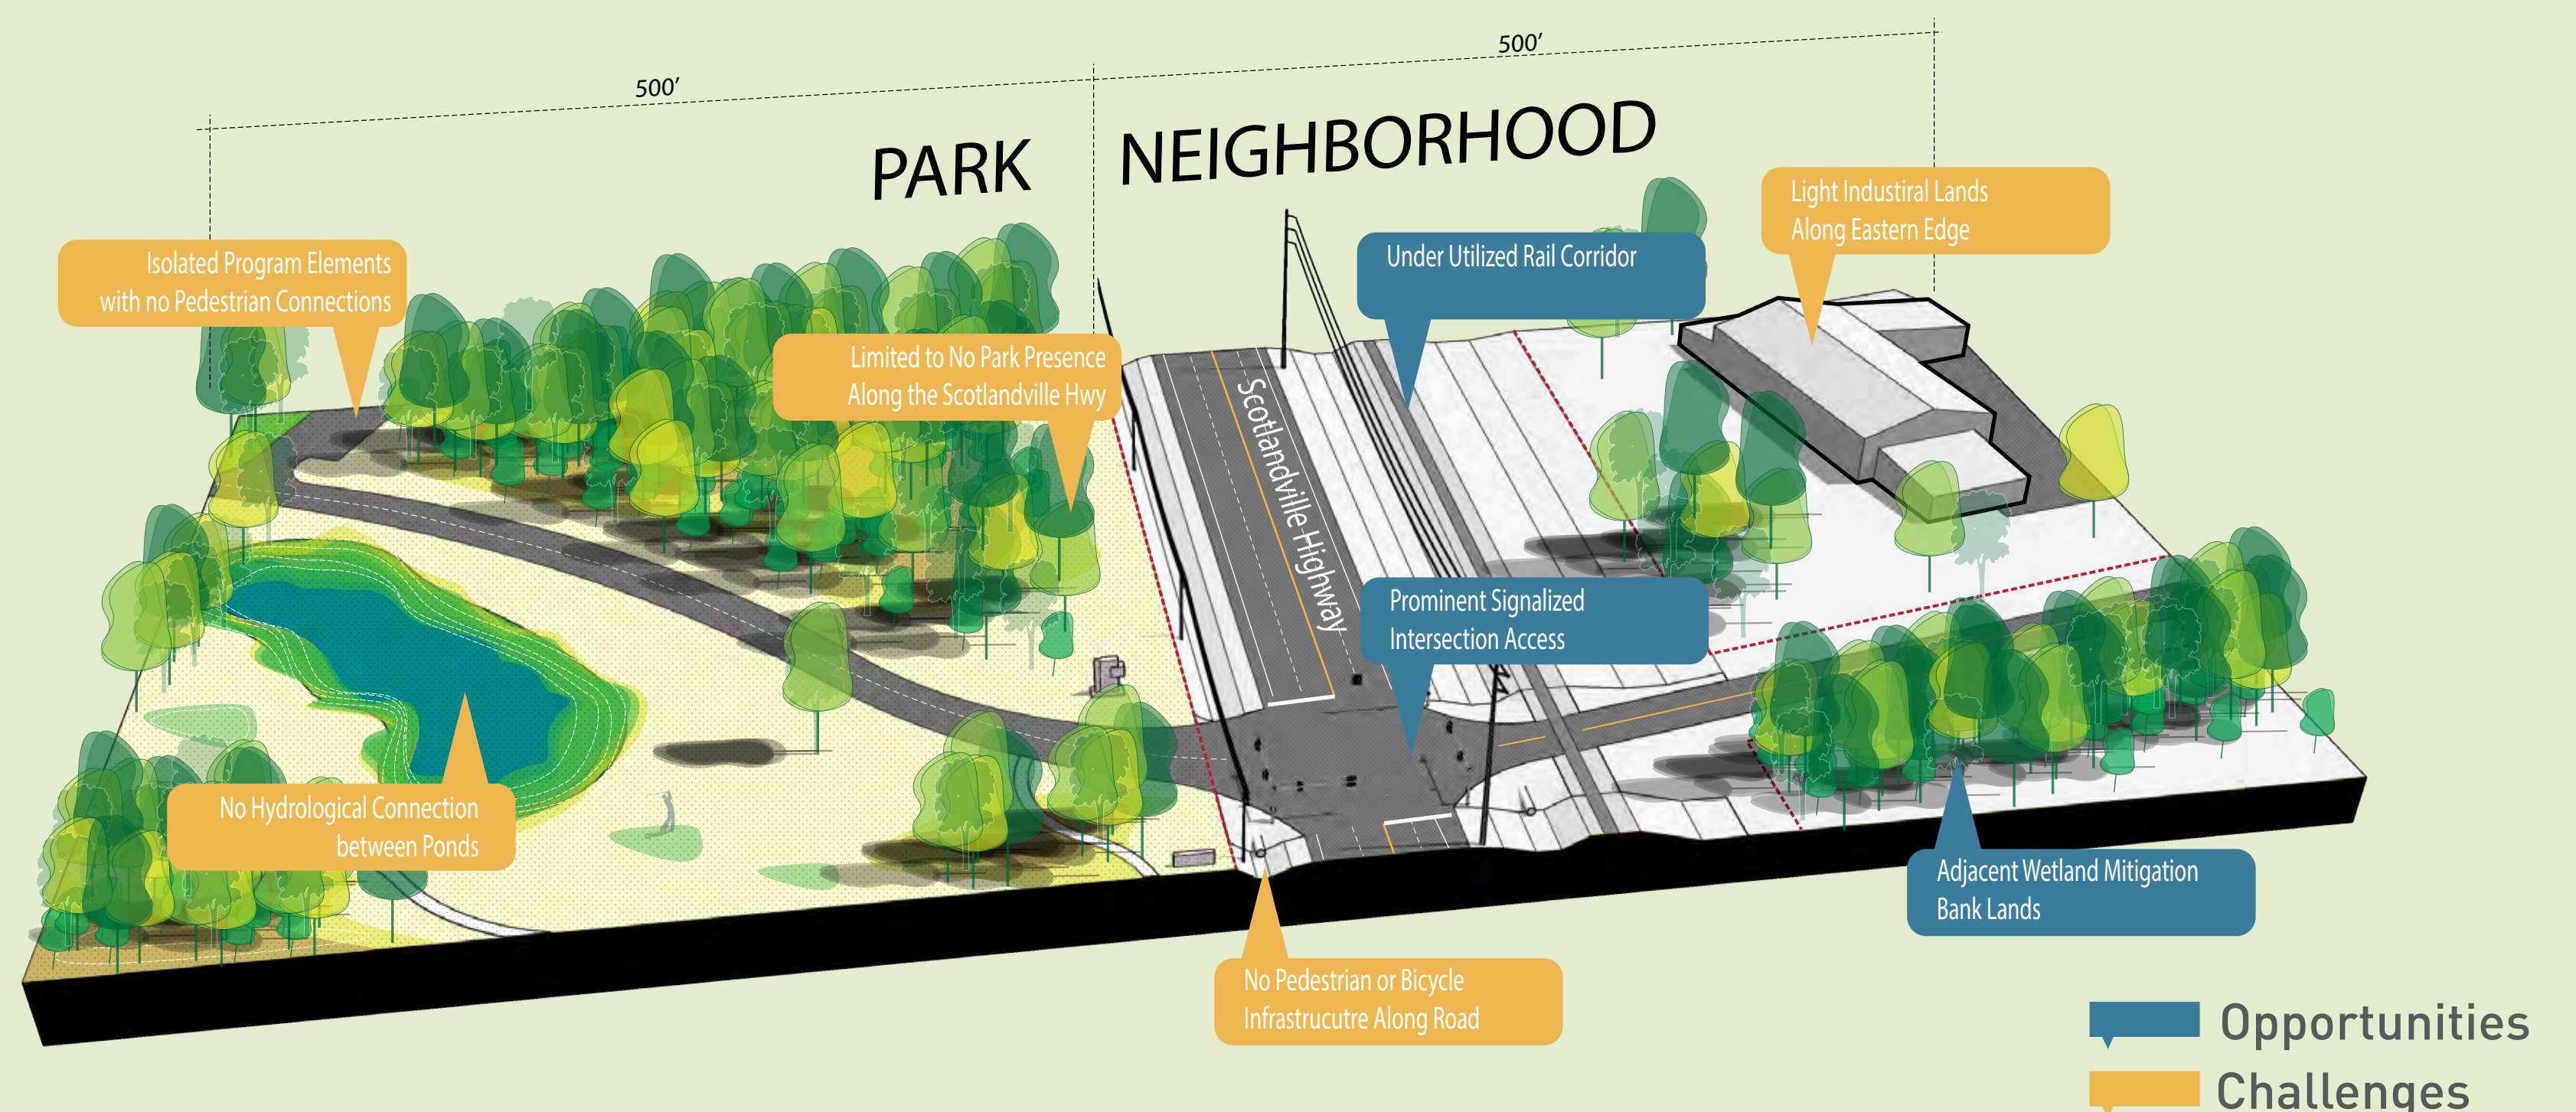 500'
500'
PARK
NEIGHBORHOOD
Light Industiral Lands
Along Eastern Edge
Under Utilized Rail Corridor
Isolated Program Elements
with no Pedestrian Connections
Limited to No Park Presence
Along the Scotlandville Hwy
Scotlandville Highway
Prominent Signalized
Intersection Access
No Hydrological Connection
between Ponds
Adjacent Wetland Mitigation
Bank Lands
No Pedestrian or Bicycle
Infrastrucutre Along Road
Opportunities
Challenges